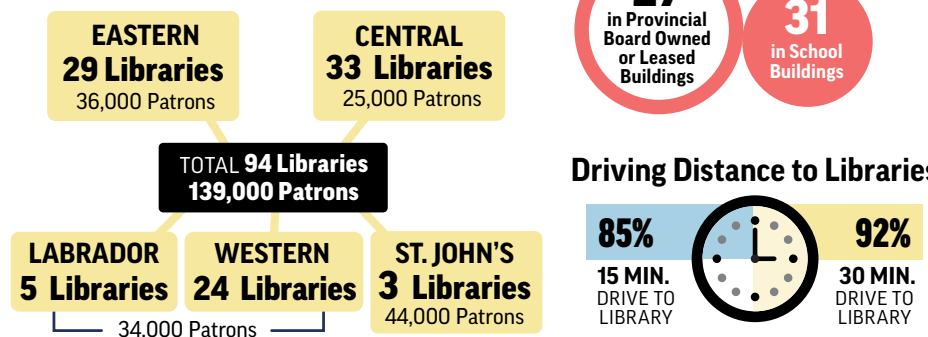 EASTERN
29 Libraries
36,000 Patrons
CENTRAL
33 Libraries
25,000 Patrons
TOTAL 94 Libraries
139,000 Patrons
LABRADOR
5 Libraries
WESTERN
24 Libraries
34,000 Patrons
ST. JOHN'S
3 Libraries
44,000 Patrons
in Provincial
Board Owned
or Leased
Buildings
31
in School
Buildings
Driving Distance to Libraries
85%
15 MIN.
DRIVE TO
LIBRARY
92%
30 MIN.
DRIVE TO
LIBRARY